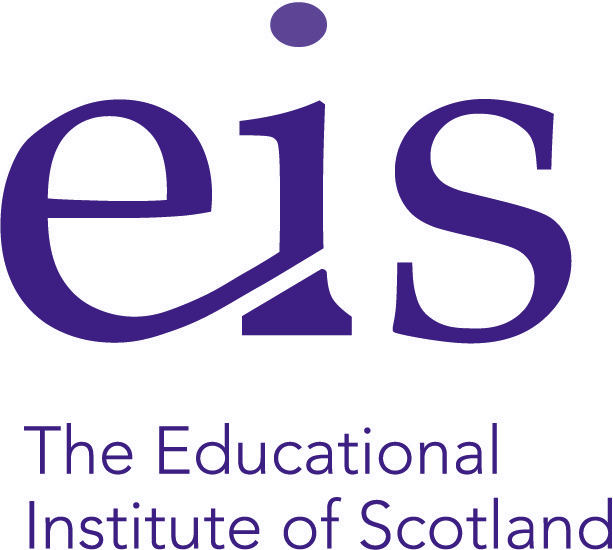 eis
The Educational
Institute of Scotland